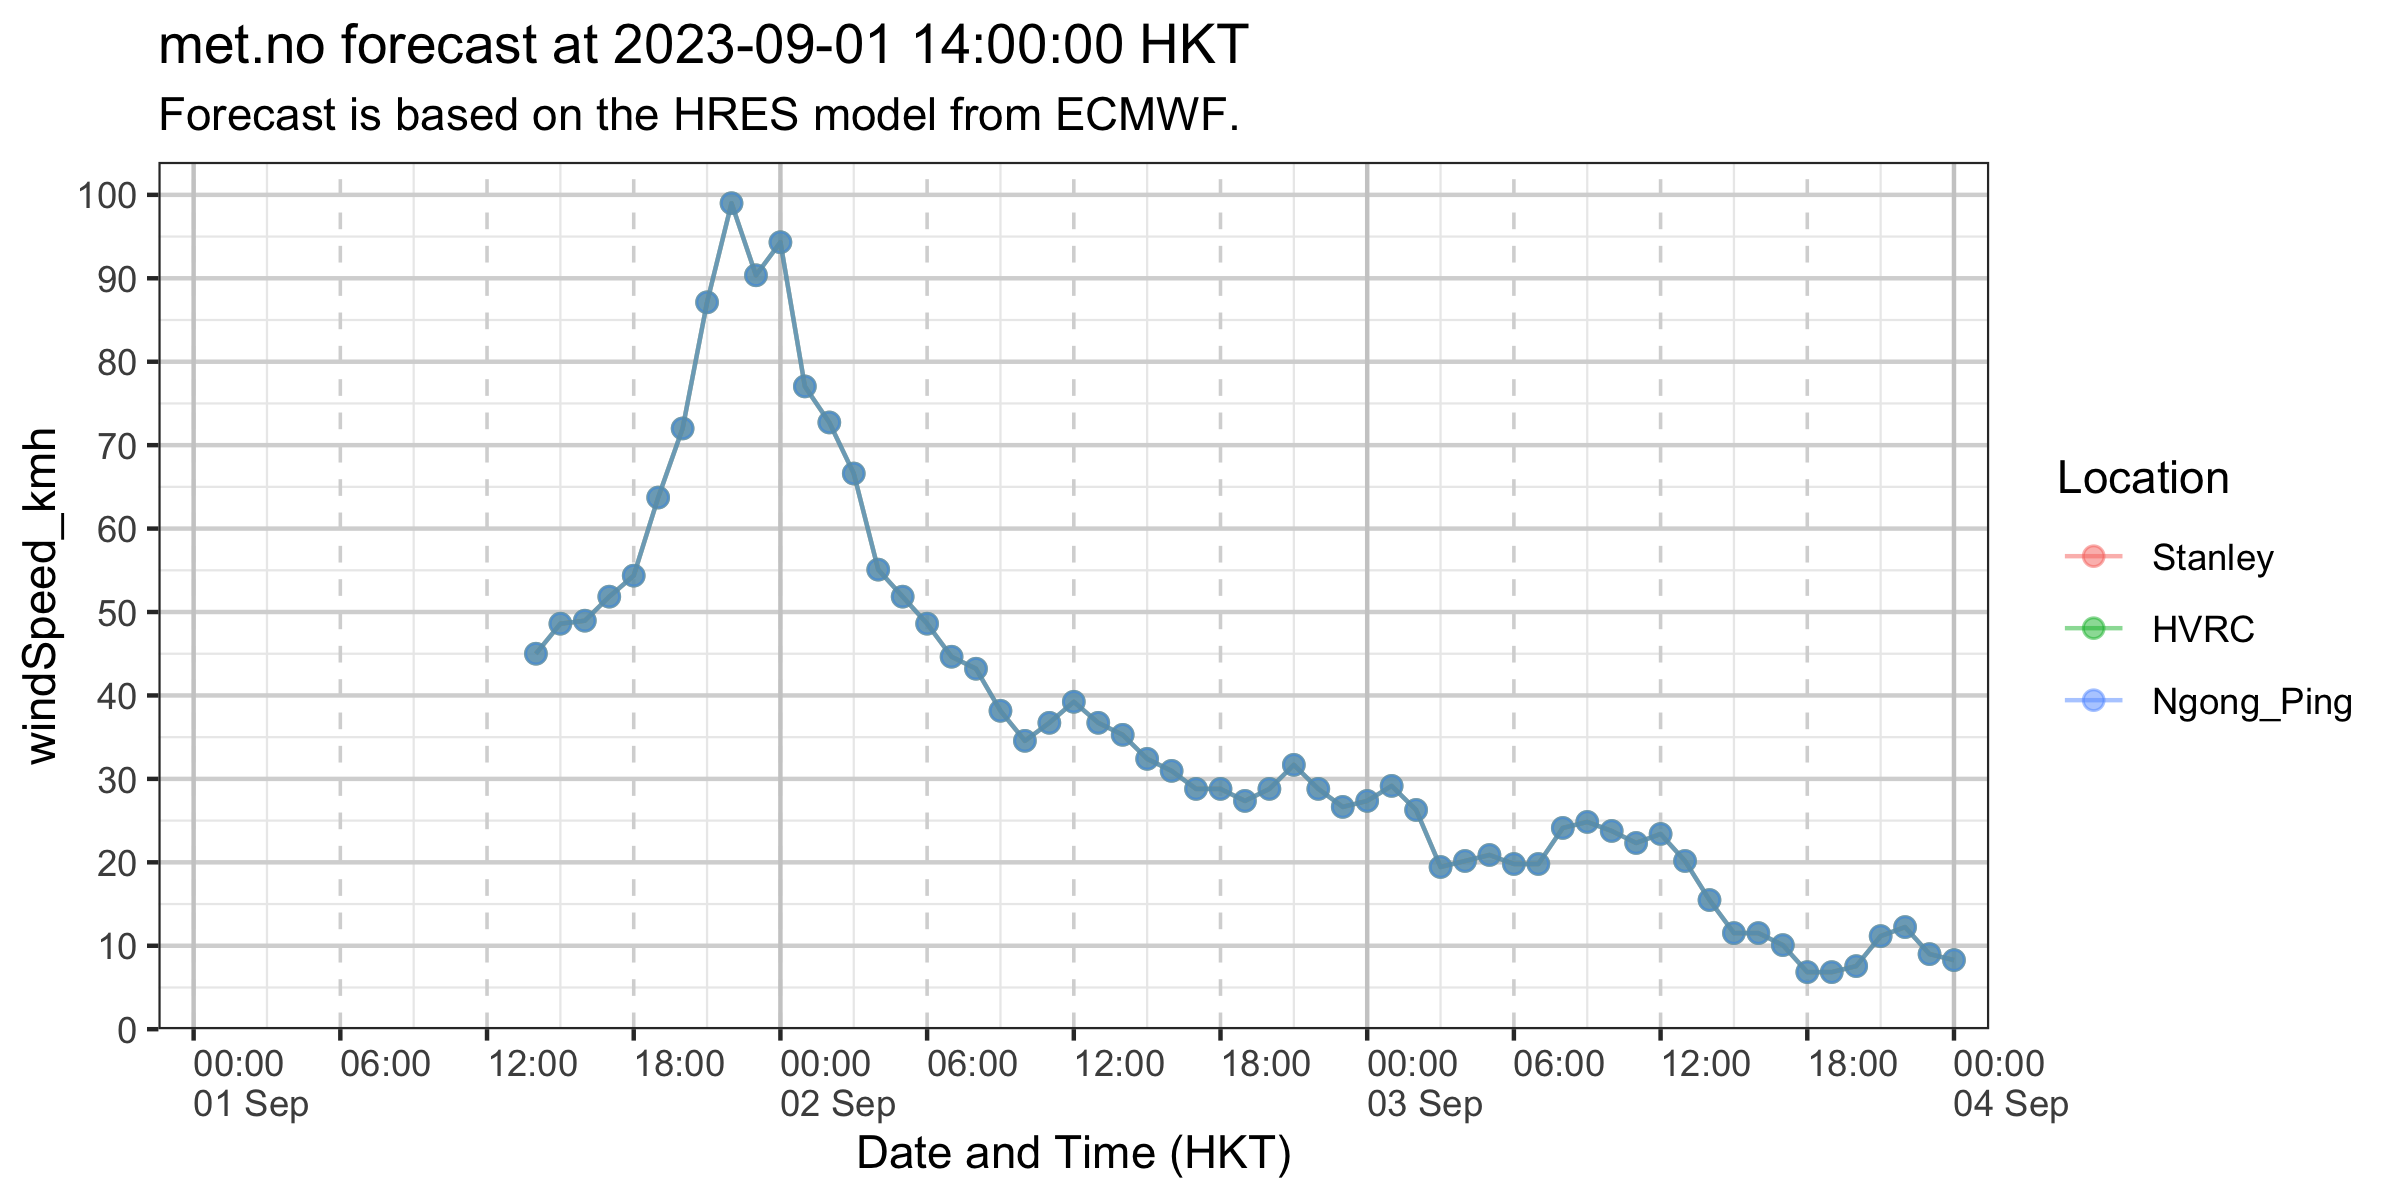 met.no forecast at 2023-09-01 14:00:00 HKT
Forecast is based on the HRES model from ECMWF.
windSpeed_kmh
100
90
80
70
60
50
40
30
20
10
0
00:00 06:00 12:00 18:00 00:00 06:00 12:00 18:00 00:00 06:00 12:00 18:00 00:00
01 Sep 02 Sep 03 Sep 04 Sep
Date and Time (HKT)
Location
Stanley
HVRC
Ngong_Ping